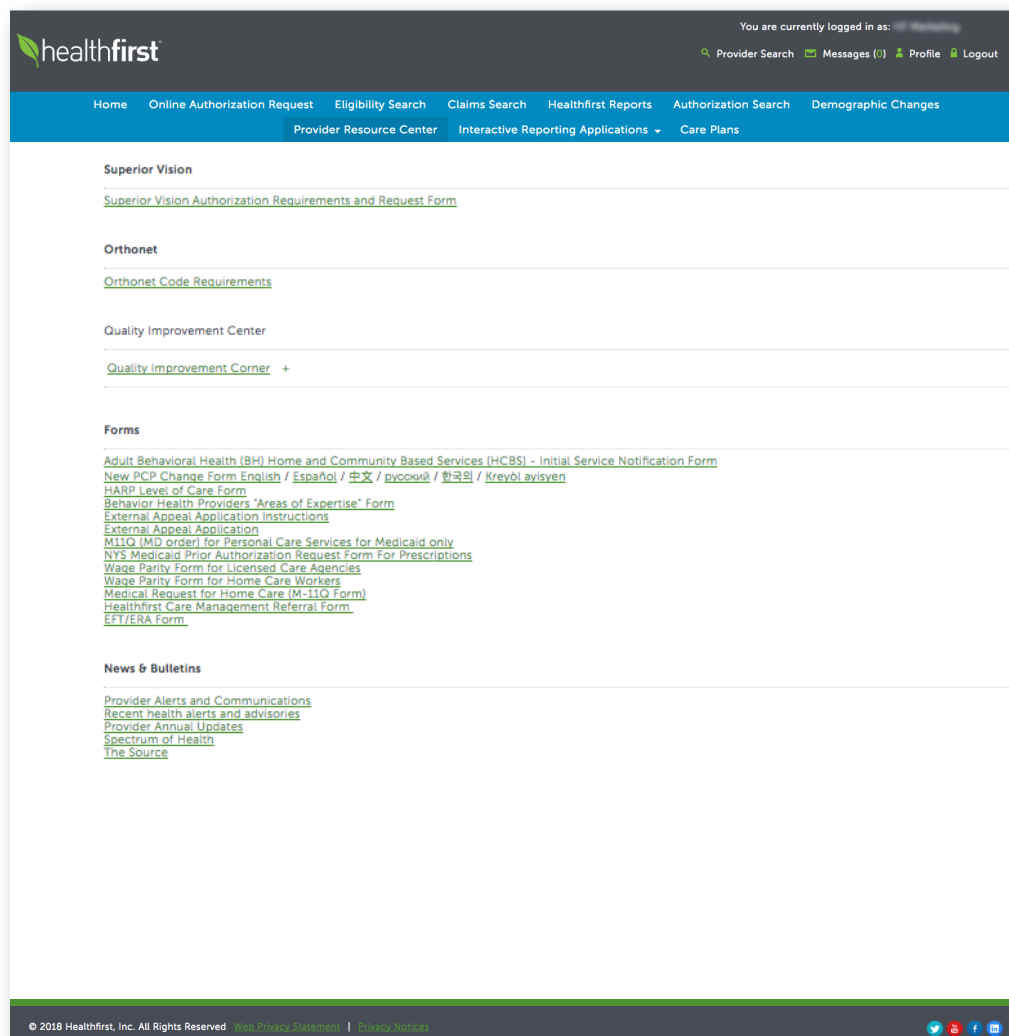 You are currently logged in as:
healthfirst
Provider Search Messages (0) Profile Logout
Home Online Authorization Request Eligibility Search Claims Search Healthfirst Reports Authorization Search Demographic Changes
Provider Resource Center Interactive Reporting Applications Care Plans
Superior Vision
Superior Vision Authorization Requirements and Request Form
Orthonet
Orthonet Code Requirements
Quality Improvement Center
Quality Improvement Corner +
Forms
Adult Behavioral Health (BH) Home and Community Based Services (HCBS) - Initial Service Notification Form
New PCP Change Form English / Español / 中文 / русский / 한국의 / Kreyòl ayisyen
HARP Level of Care Form
Behavior Health Providers "Areas of Expertise" Form
External Appeal Application Instructions
External Appeal Application
M11Q (MD order) for Personal Care Services for Medicaid only
NYS Medicaid Prior Authorization Request Form For Prescriptions
Wage Parity Form for Licensed Care Agencies
Wage Parity Form for Home Care Workers
Medical Request for Home Care (M-11Q Form)
Healthfirst Care Management Referral Form
EFT/ERA Form
News & Bulletins
Provider Alerts and Communications
Recent health alerts and advisories
Provider Annual Updates
Spectrum of Health
The Source
© 2018 Healthfirst, Inc. All Rights Reserved Web Privacy Statement | Privacy Notices